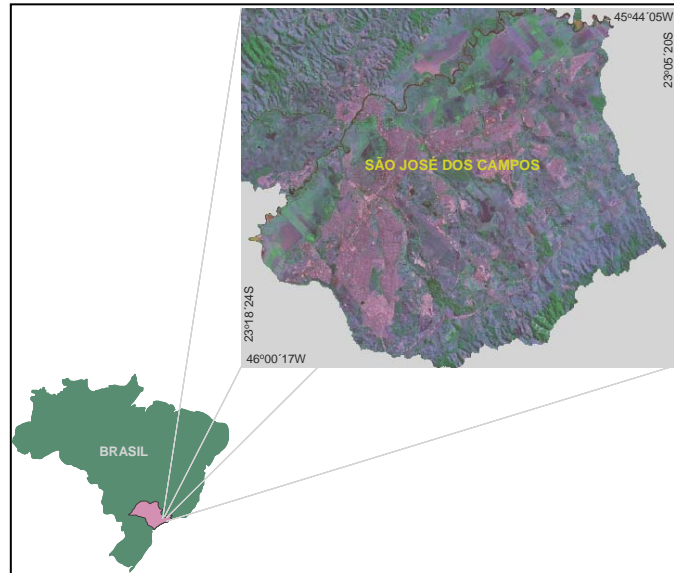 45º44´05W
23º05´20S
SÃO JOSÉ DOS CAMPOS
23º18´24S
46º00´17W
BRASIL